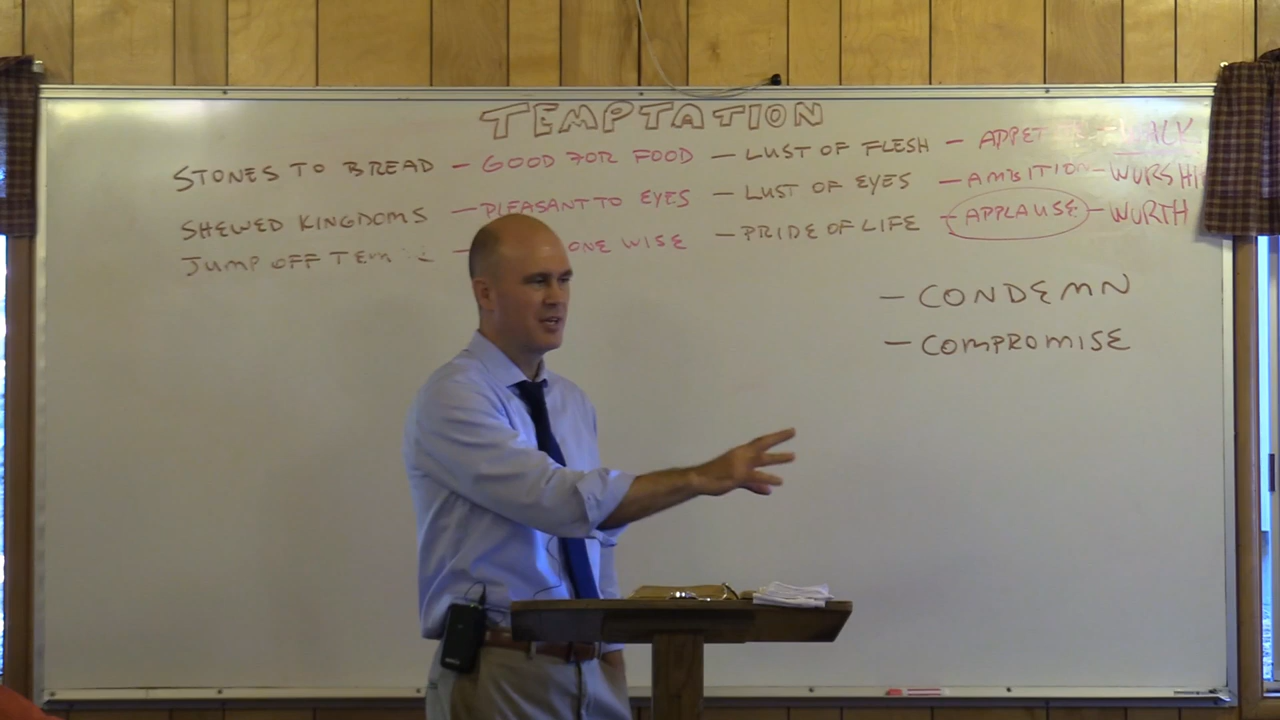 TEMPTATION
STONES TO BREAD – GOOD FOR FOOD – LUST OF FLESH – WALK
SHEWED KINGDOMS – PLEASANT TO EYES – LUST OF EYES – AMBITION – WORSHI
JUMP OFF – ONE WISE – PRIDE OF LIFE – APPLAUSE – WORTH
– CONDEMN
– COMPROMISE